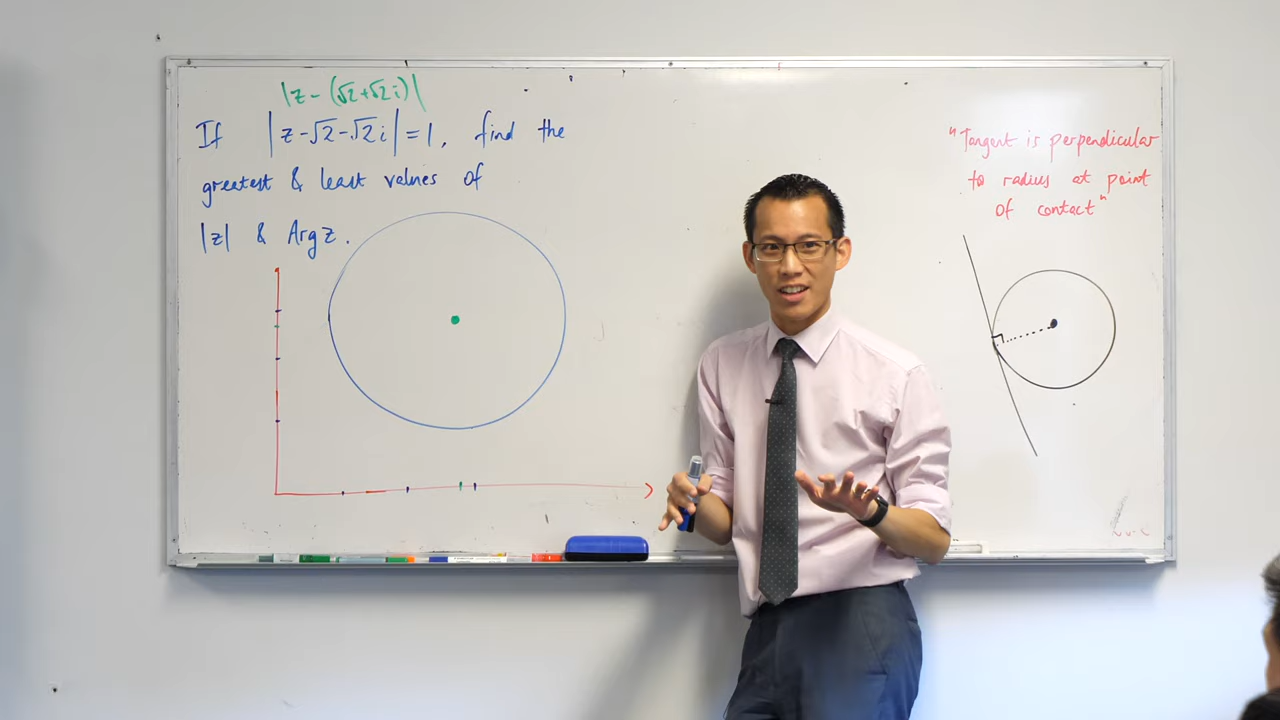 |z - (√2+√2i)|
If |z-√2-√2i| = 1, find the
greatest & least values of
|z| & Arg z.
"Tangent is perpendicular
to radius at point
of contact"